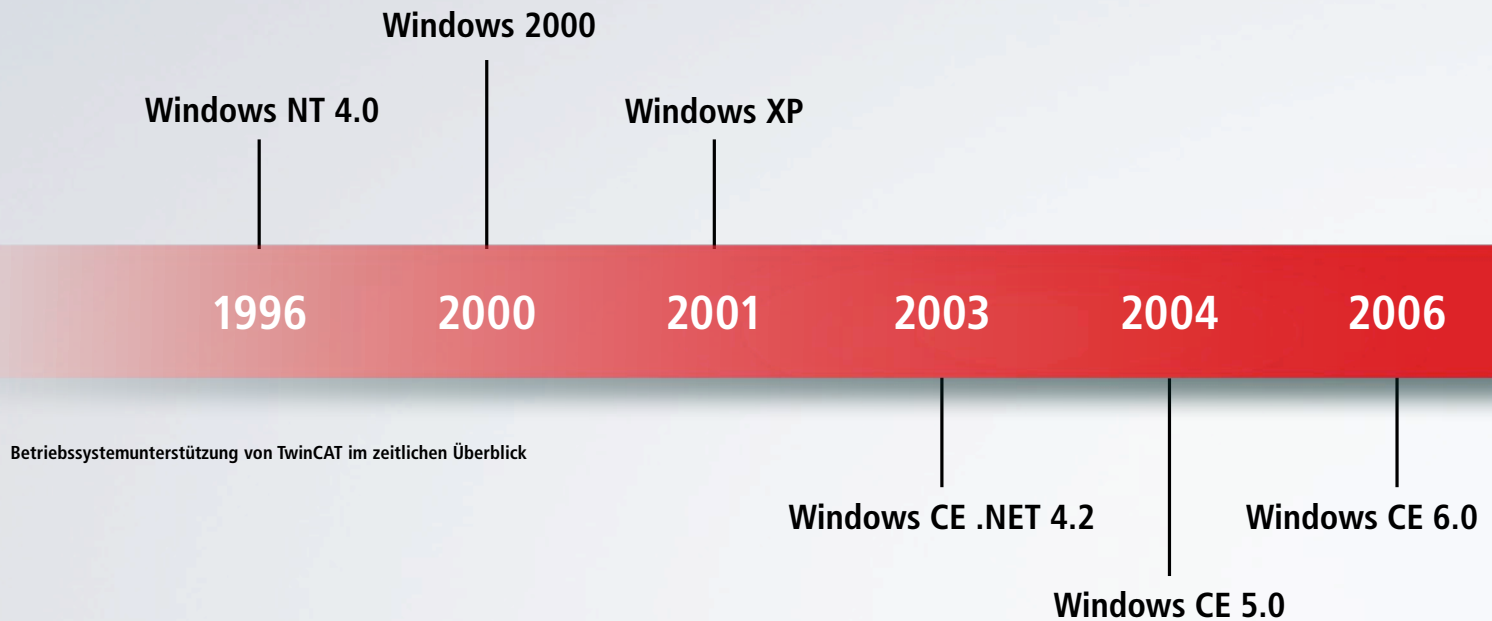 Windows 2000
Windows NT 4.0
Windows XP
1996
2000
2001
2003
2004
2006
Betriebssystemunterstützung von TwinCAT im zeitlichen Überblick
Windows CE .NET 4.2
Windows CE 6.0
Windows CE 5.0